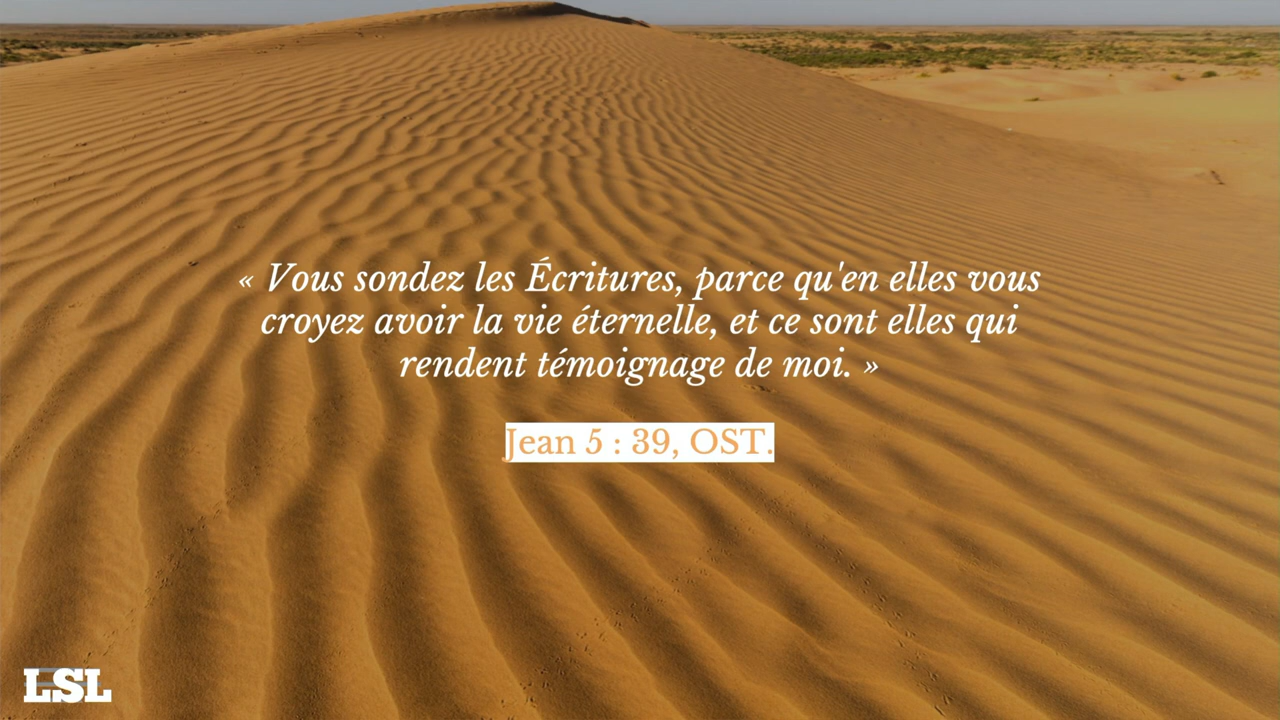 « Vous sondez les Écritures, parce qu'en elles vous
croyez avoir la vie éternelle, et ce sont elles qui
rendent témoignage de moi. »
Jean 5 : 39, OST.
LSL